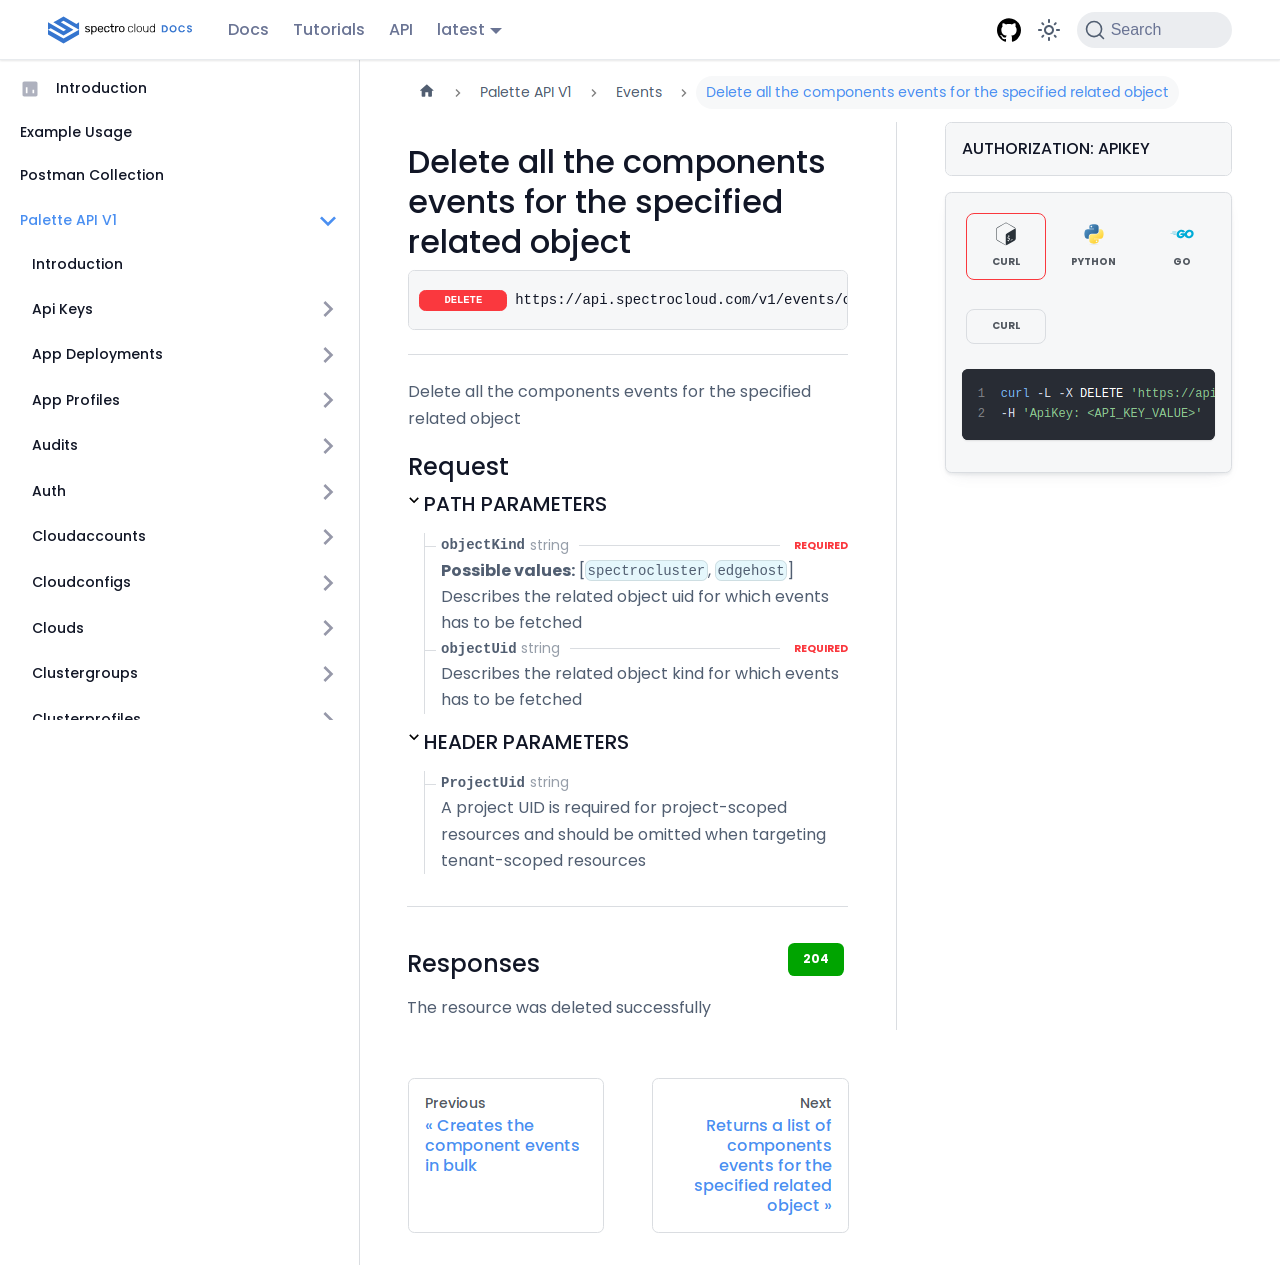 spectro cloud DOCS Docs Tutorials API latest Search
Introduction
Example Usage
Postman Collection
Palette API V1
Introduction
Api Keys
App Deployments
App Profiles
Audits
Auth
Cloudaccounts
Cloudconfigs
Clouds
Clustergroups
Clusterprofiles
Palette API V1 Events Delete all the components events for the specified related object
Delete all the components
events for the specified
related object
DELETE https://api.spectrocloud.com/v1/events/
Delete all the components events for the specified
related object
Request
PATH PARAMETERS
objectKind string REQUIRED
Possible values: [spectrocluster, edgehost]
Describes the related object uid for which events
has to be fetched
objectUid string REQUIRED
Describes the related object kind for which events
has to be fetched
HEADER PARAMETERS
ProjectUid string
A project UID is required for project-scoped
resources and should be omitted when targeting
tenant-scoped resources
Responses 204
The resource was deleted successfully
Previous
« Creates the
component events
in bulk
Next
Returns a list of
components
events for the
specified related
object »
AUTHORIZATION: APIKEY
CURL PYTHON GO
CURL
1 curl -L -X DELETE 'https://api
2 -H 'ApiKey: <API_KEY_VALUE>'